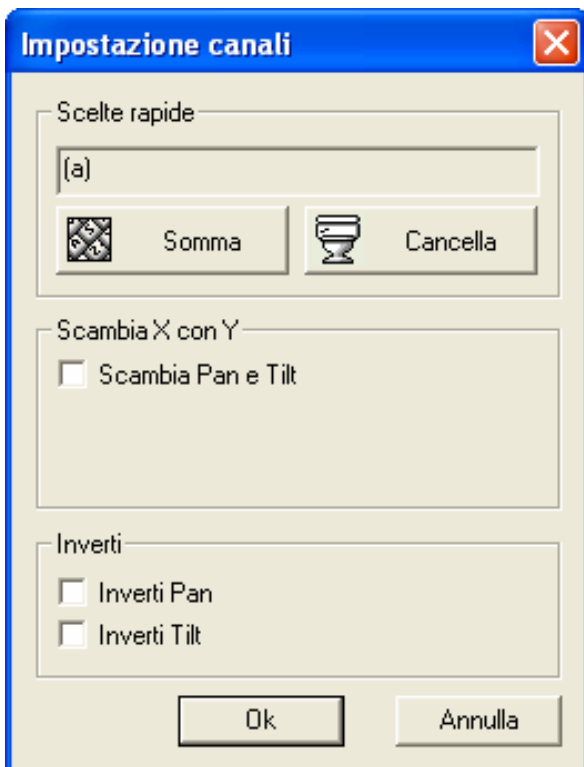 Impostazione canali
Scelte rapide
(a)
Somma
Cancella
Scambia X con Y
Scambia Pan e Tilt
Inverti
Inverti Pan
Inverti Tilt
Ok
Annulla